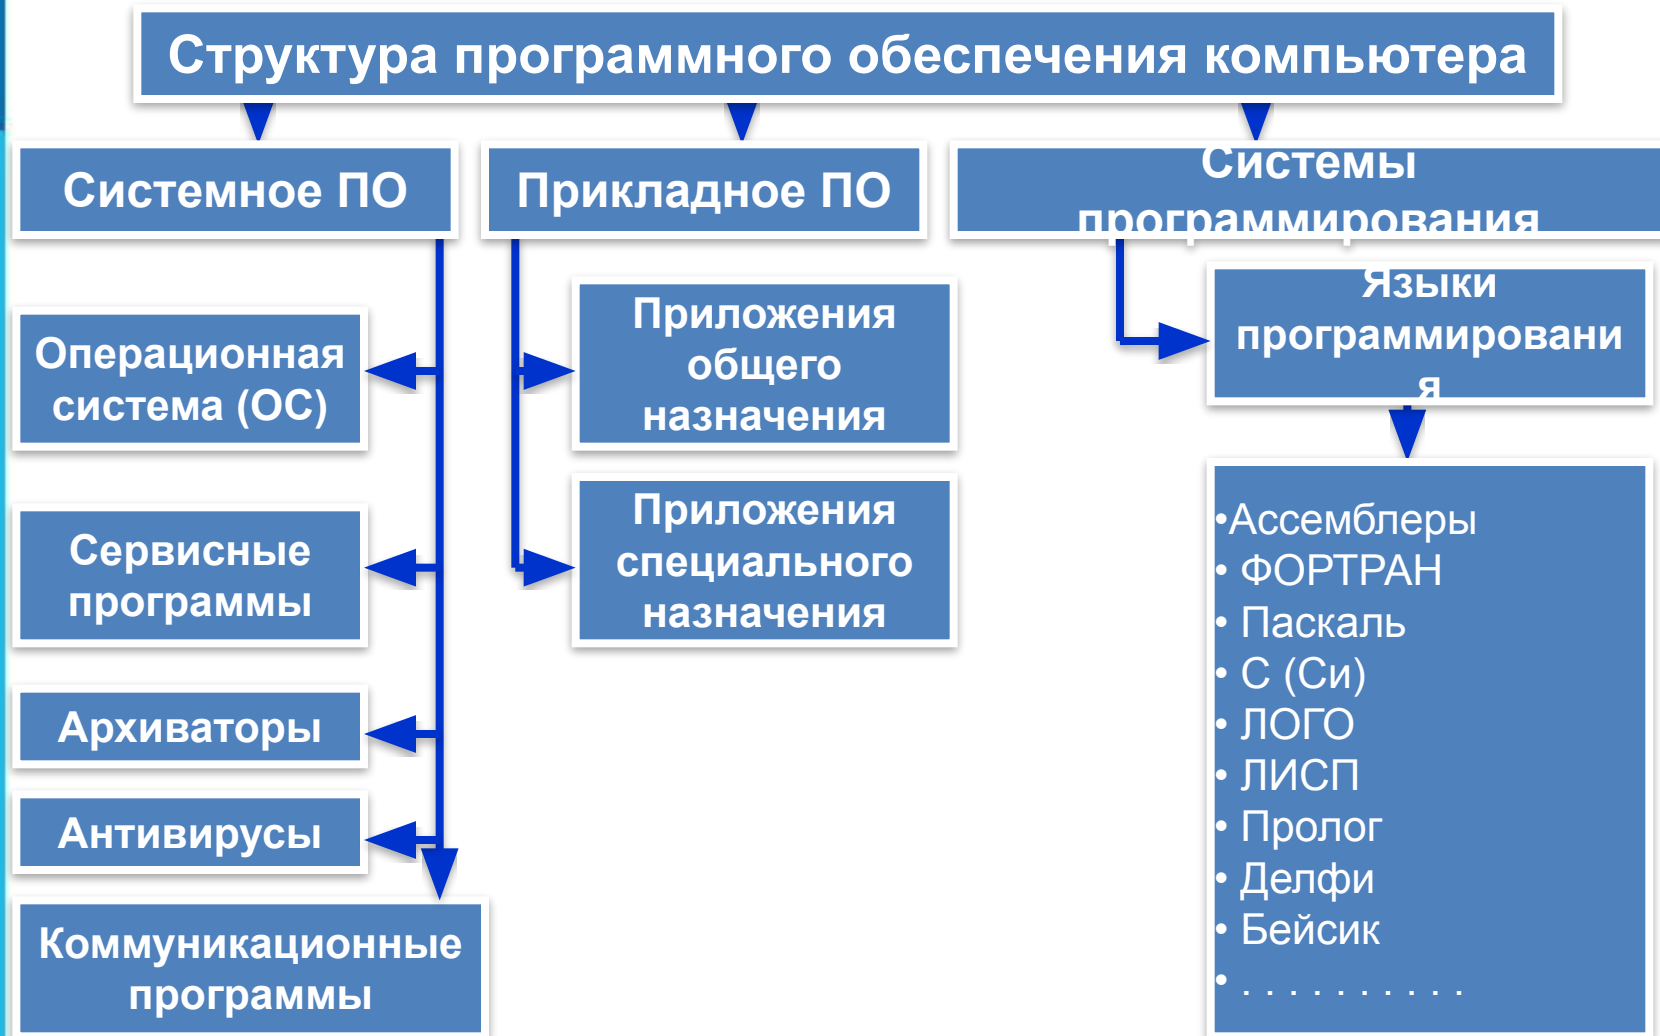 Структура программного обеспечения компьютера
Системное ПО
Прикладное ПО
Системы
программирования
Операционная
система (ОС)
Сервисные
программы
Архиваторы
Антивирусы
Коммуникационные
программы
Приложения
общего
назначения
Приложения
специального
назначения
Языки
программировани
я
•Ассемблеры
• ФОРТРАН
• Паскаль
• С (Си)
• ЛОГО
• ЛИСП
• Пролог
• Делфи
• Бейсик
• . . . . . . . . . .